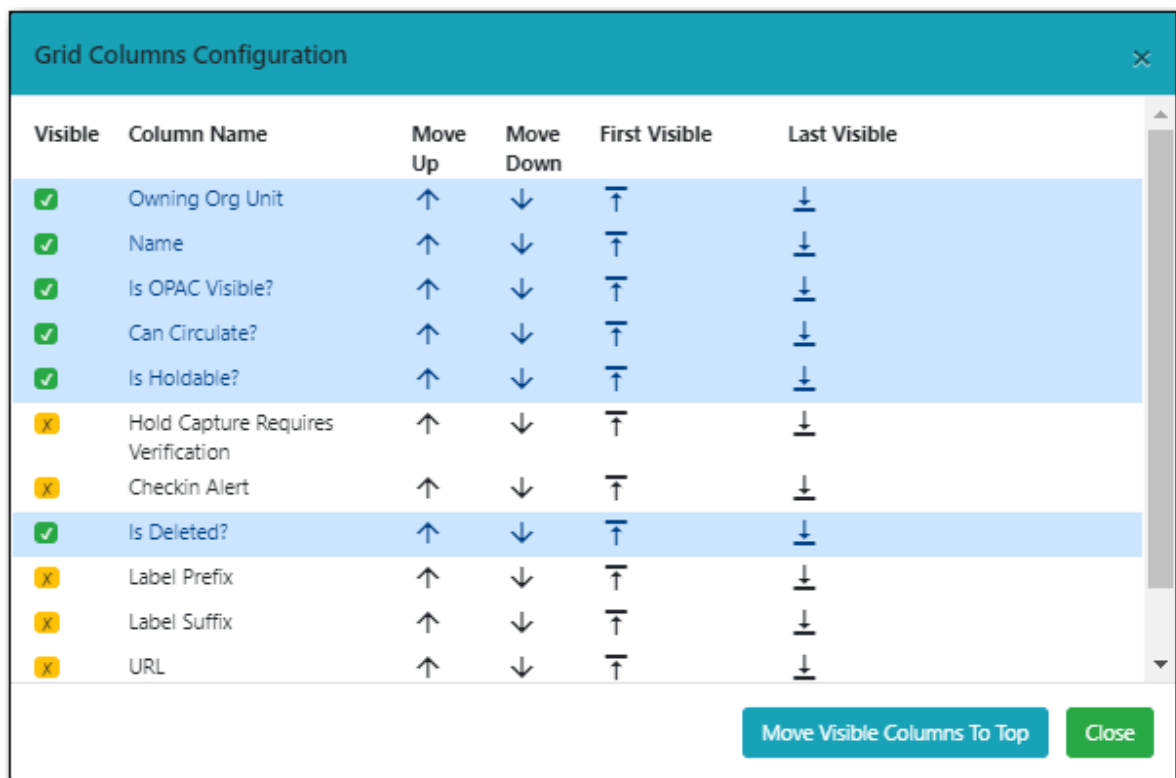 Grid Columns Configuration ×
Visible Column Name Move Up Move Down First Visible Last Visible
Owning Org Unit
Name
Is OPAC Visible?
Can Circulate?
Is Holdable?
X Hold Capture Requires
Verification
X Checkin Alert
Is Deleted?
X Label Prefix
X Label Suffix
X URL
Move Visible Columns To Top Close